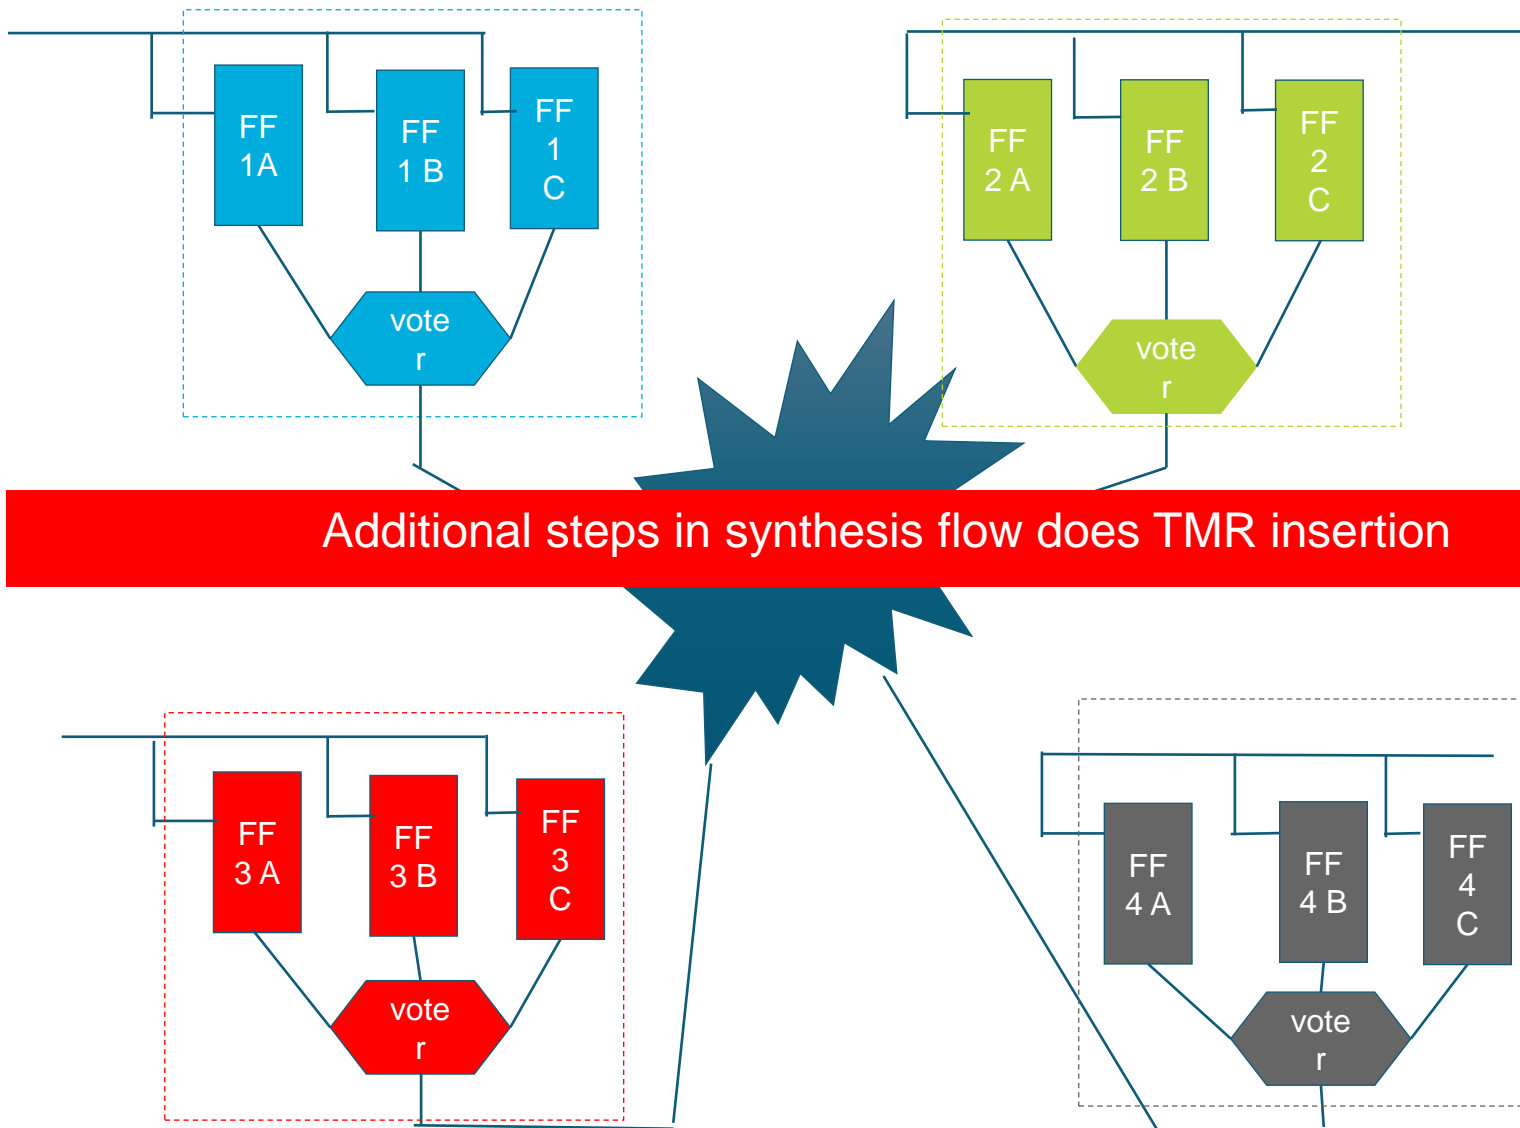 FF
1A
FF
1 B
FF
1
C
vote
r
FF
2 A
FF
2 B
FF
2
C
vote
r
Additional steps in synthesis flow does TMR insertion
FF
3 A
FF
3 B
FF
3
C
vote
r
FF
4 A
FF
4 B
FF
4
C
vote
r